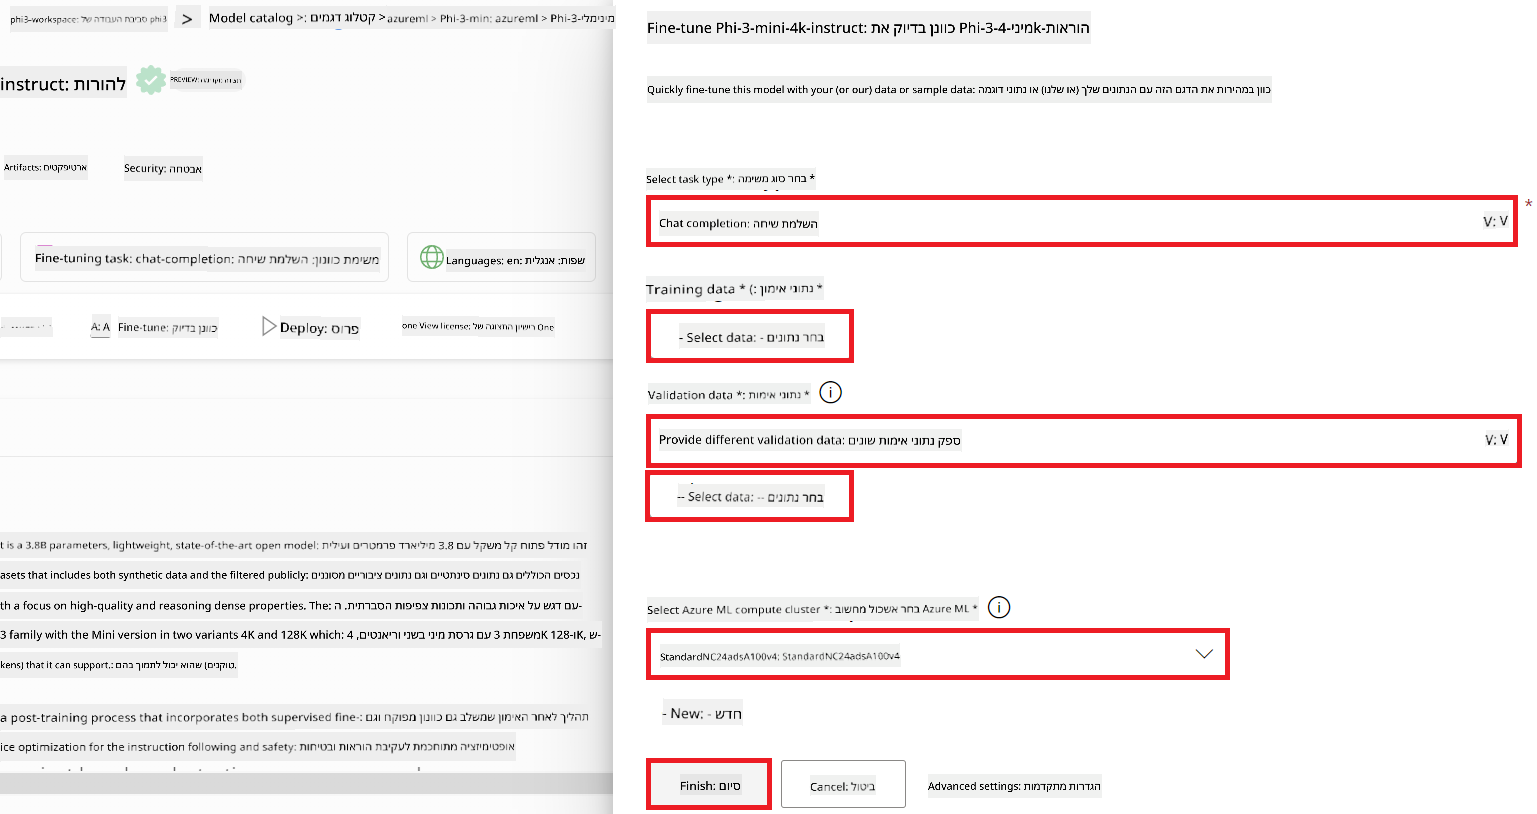 phi3-workspace: סביבת העבודה של phi3 > Model catalog >: קטלוג דגמים > azureml > Phi-3-min: azureml > Phi-3-מינימלי
instruct: להורות
PREVIEW: תצוגה מקדימה
Artifacts: ארטיפקטים
Security: אבטחה
Fine-tuning task: chat-completion: משימת כוונון: השלמת שיחה
Languages: en: שפות: אנגלית
A: A Fine-tune: כוונן בדיוק
Deploy: פרוס
one View license: רישיון התצוגה של One
t is a 3.8B parameters, lightweight, state-of-the-art open model: זהו מודל פתוח קל משקל עם 3.8 מיליארד פרמטרים ועילית
asets that includes both synthetic data and the filtered publicly: נכסים הכוללים גם נתונים סינתטיים וגם נתונים ציבוריים מסוננים
th a focus on high-quality and reasoning dense properties. The: עם דגש על איכות גבוהה ותכונות צפיפות הסברתית. ה-
3 family with the Mini version in two variants 4K and 128K which: משפחת 3 עם גרסת מיני בשני וריאנטים, 4K ו-128K, ש-
kens) that it can support.: טוקנים) שהוא יכול לתמוך בהם.
a post-training process that incorporates both supervised fine-: תהליך לאחר האימון שמשלב גם כוונון מפוקח וגם
ice optimization for the instruction following and safety: אופטימיזציה מתוחכמת לעקיבת הוראות ובטיחות
Fine-tune Phi-3-mini-4k-instruct: כוונן בדיוק את Phi-3-מיני-4k-הוראות
Quickly fine-tune this model with your (or our) data or sample data: כוון במהירות את הדגם הזה עם הנתונים שלך (או שלנו) או נתוני דוגמה
Select task type *: בחר סוג משימה *
Chat completion: השלמת שיחה V: V
*
Training data * (: נתוני אימון *
- Select data: - בחר נתונים
Validation data *: נתוני אימות *
Provide different validation data: ספק נתוני אימות שונים V: V
-- Select data: -- בחר נתונים
Select Azure ML compute cluster *: בחר אשכול מחשוב Azure ML *
StandardNC24adsA100v4: StandardNC24adsA100v4
- New: - חדש
Finish: סיום
Cancel: ביטול
Advanced settings: הגדרות מתקדמות